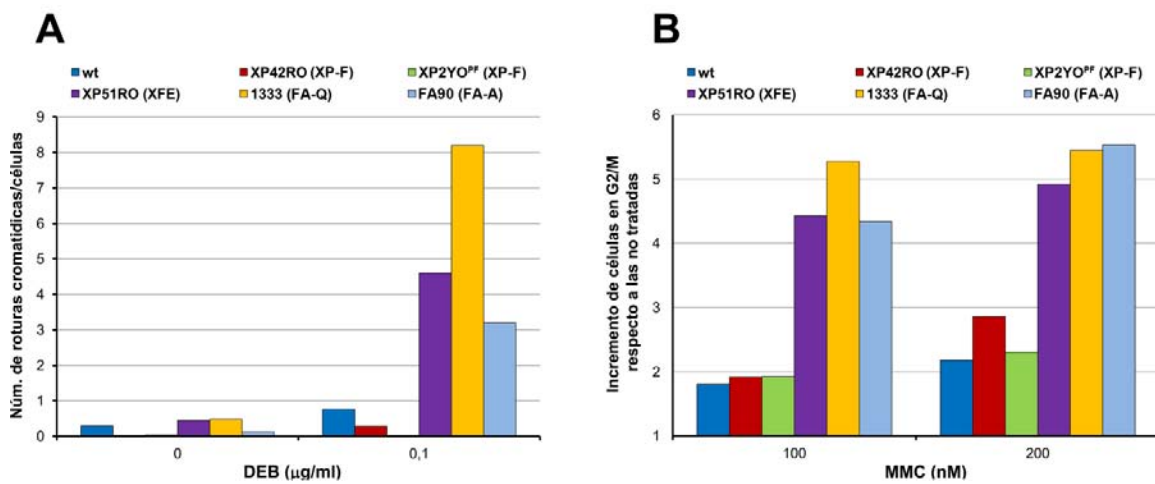 A
wt
XP42RO (XP-F)
XP2YOᴾᶠ (XP-F)
XP51RO (XFE)
1333 (FA-Q)
FA90 (FA-A)
Núm. de roturas cromatidicas/células
9
8
7
6
5
4
3
2
1
0
0
0,1
DEB (µg/ml)
B
wt
XP42RO (XP-F)
XP2YOᴾᶠ (XP-F)
XP51RO (XFE)
1333 (FA-Q)
FA90 (FA-A)
Incremento de células en G2/M
respecto a las no tratadas
6
5
4
3
2
1
100
200
MMC (nM)